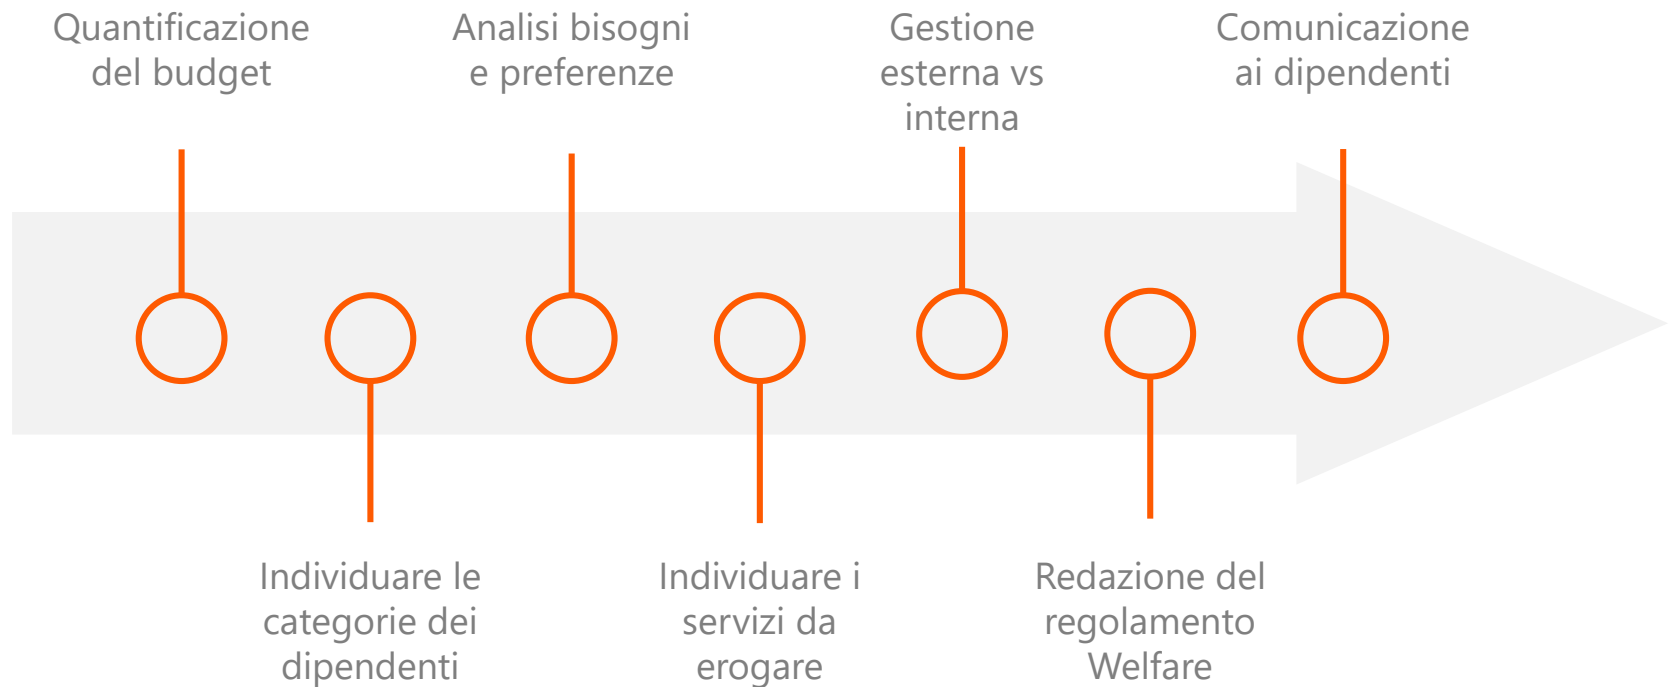 Quantificazione
del budget
Analisi bisogni
e preferenze
Gestione
esterna vs
interna
Comunicazione
ai dipendenti
Individuare le
categorie dei
dipendenti
Individuare i
servizi da
erogare
Redazione del
regolamento
Welfare